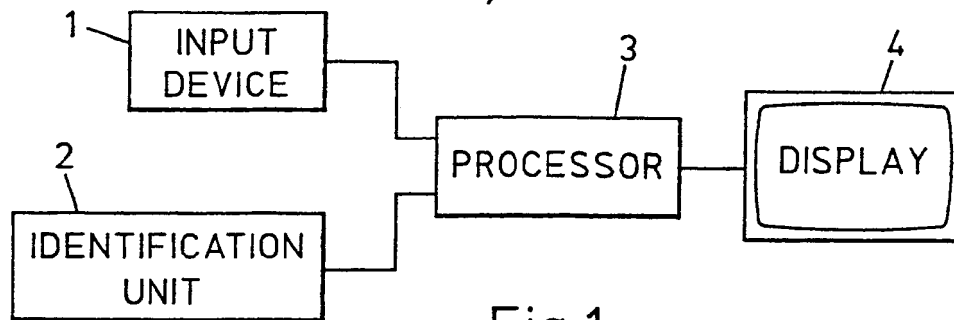 1
INPUT
DEVICE
2
IDENTIFICATION
UNIT
3
PROCESSOR
4
DISPLAY
Fig.1